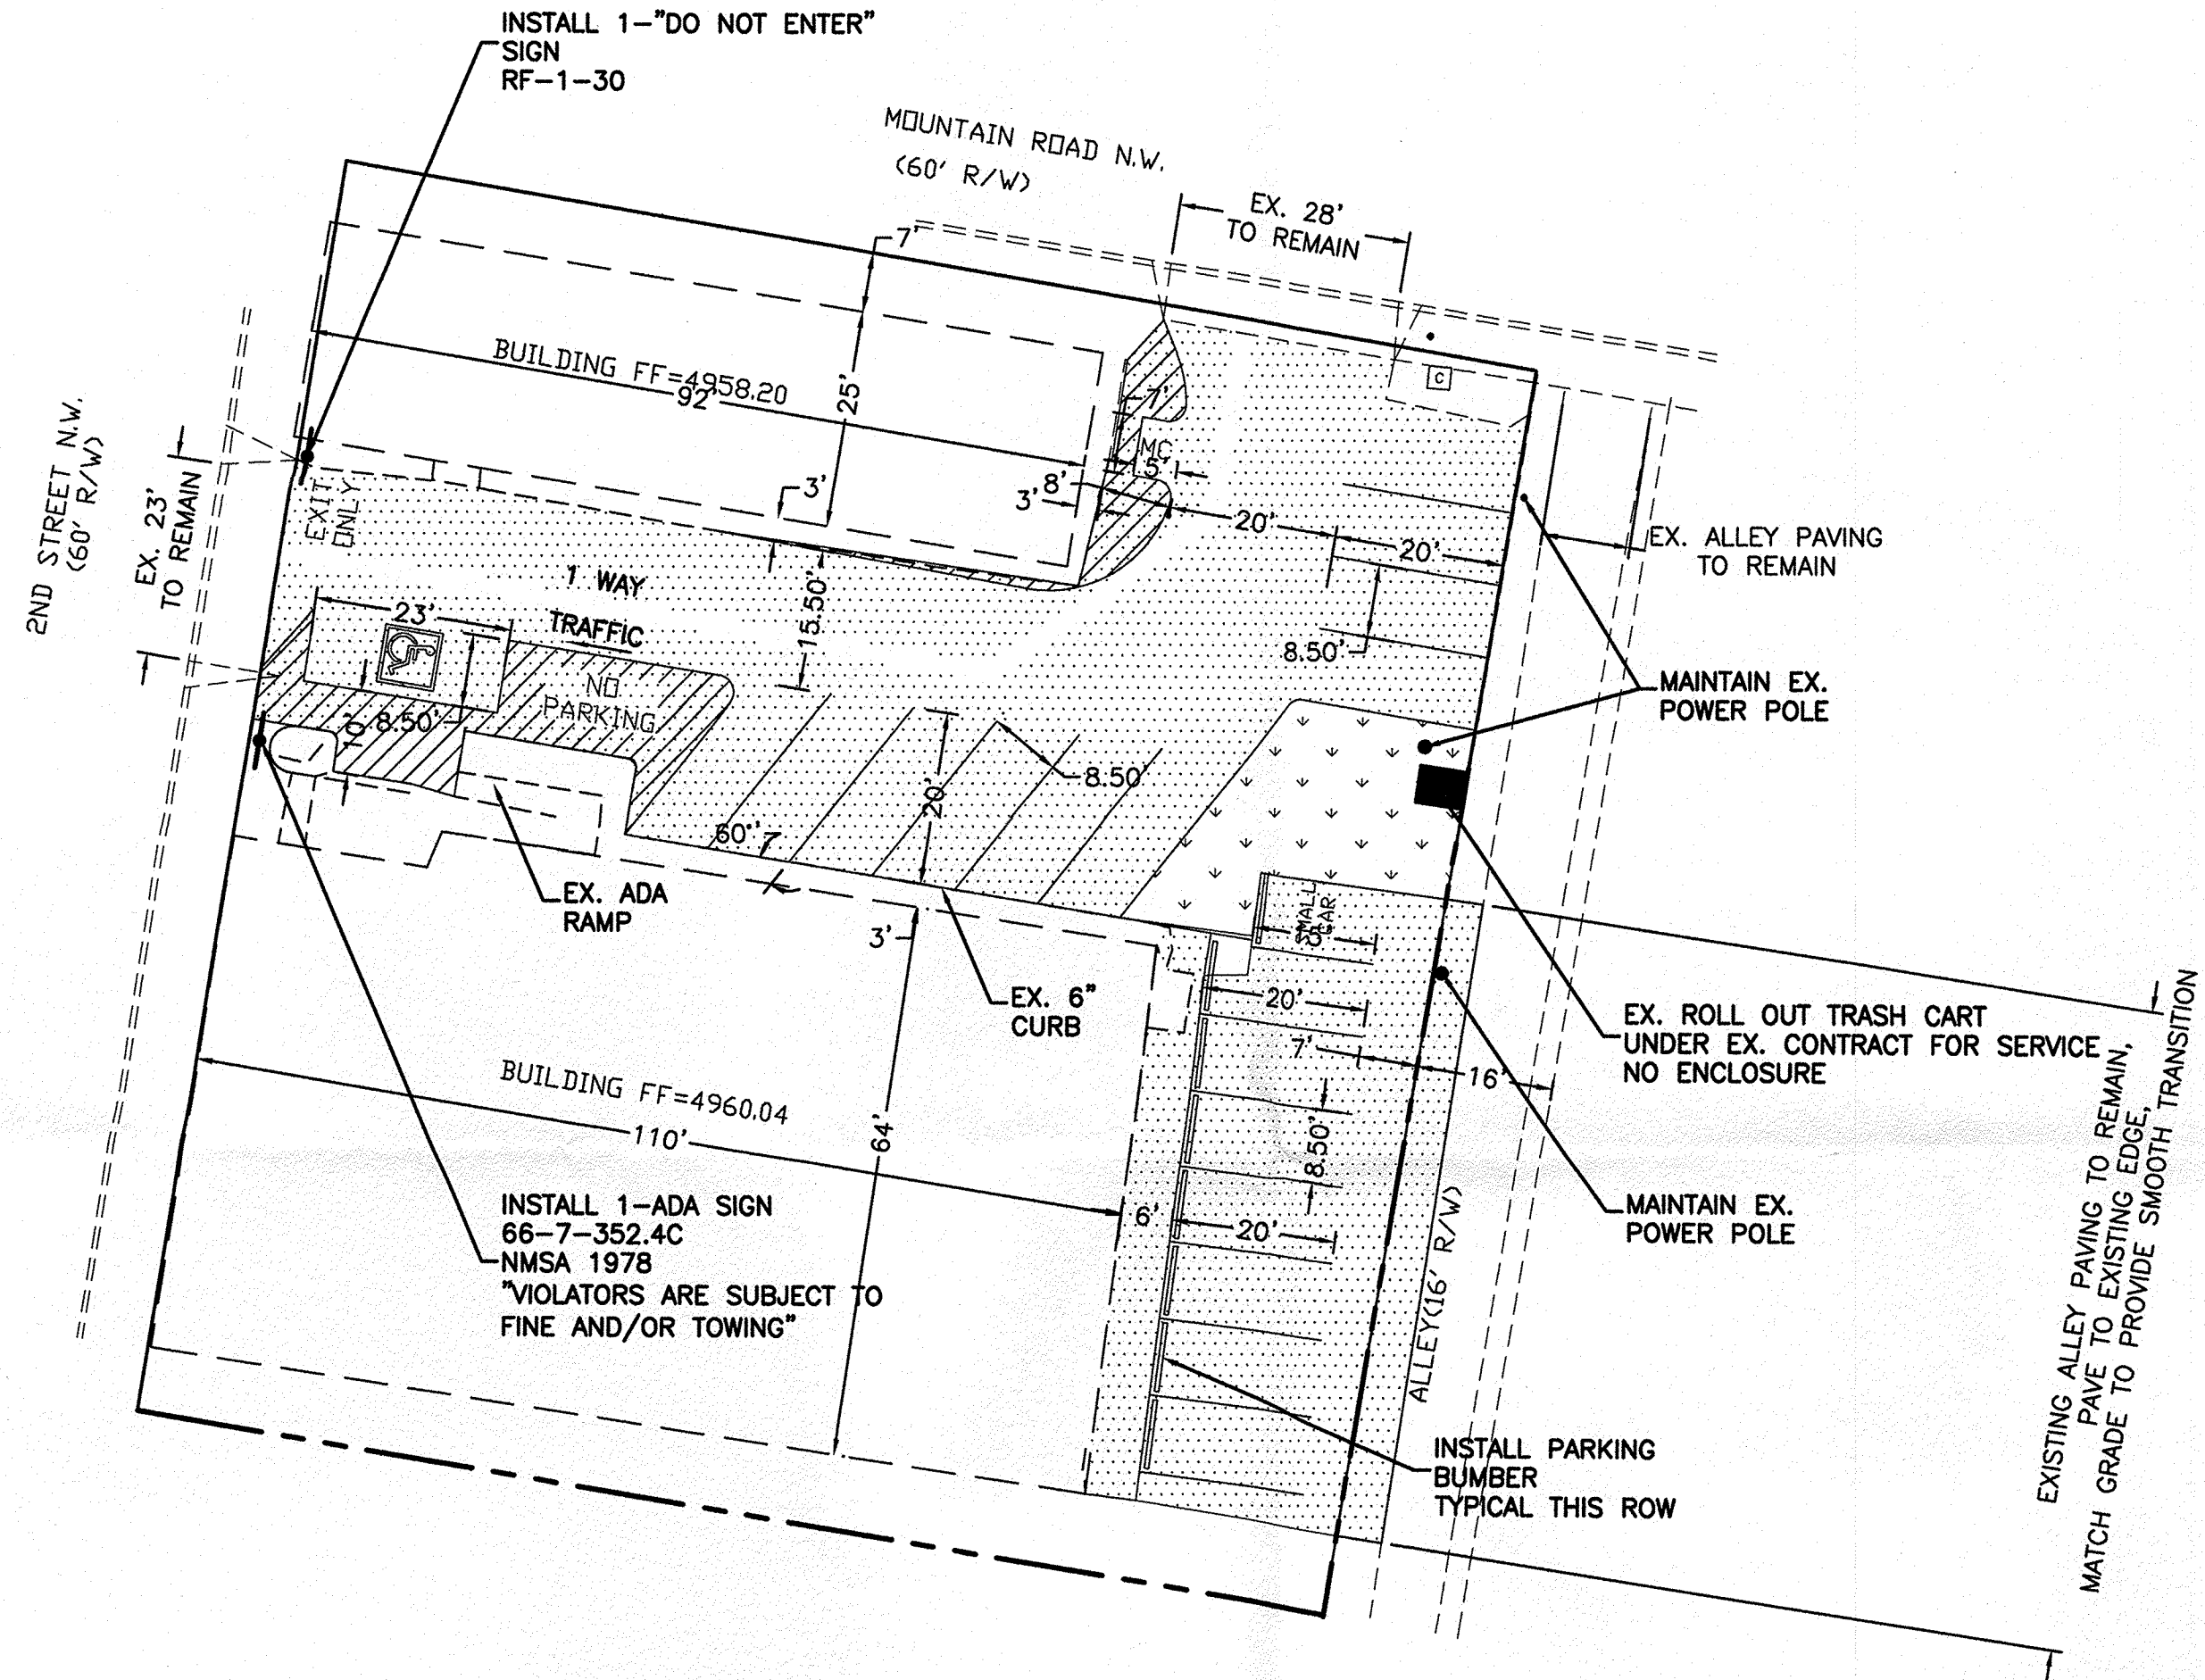 INSTALL 1-"DO NOT ENTER"
SIGN
RF-1-30
MOUNTAIN ROAD N.W.
(60' R/W)
EX. 28'
TO REMAIN
7'
BUILDING FF=4958.20
92'
25'
2ND STREET N.W.
(60' R/W)
EX. 23'
TO REMAIN
EXIT
ONLY
3'
7'
MC
5'
8'
3'
20'
20'
C
EX. ALLEY PAVING
TO REMAIN
1 WAY
TRAFFIC
15.50'
23'
8.50'
NO
PARKING
8.50'
10'
MAINTAIN EX.
POWER POLE
8.50'
20'
60°
EX. ADA
RAMP
3'
EX. 6"
CURB
SMALL
CAR
15'
20'
7'
16'
EX. ROLL OUT TRASH CART
UNDER EX. CONTRACT FOR SERVICE
NO ENCLOSURE
BUILDING FF=4960.04
110'
64'
8.50'
6'
20'
MAINTAIN EX.
POWER POLE
ALLEY(16' R/W)
INSTALL 1-ADA SIGN
66-7-352.4C
NMSA 1978
"VIOLATORS ARE SUBJECT TO
FINE AND/OR TOWING"
INSTALL PARKING
BUMBER
TYPICAL THIS ROW
EXISTING ALLEY PAVING TO REMAIN,
PAVE TO EXISTING EDGE,
MATCH GRADE TO PROVIDE SMOOTH TRANSITION